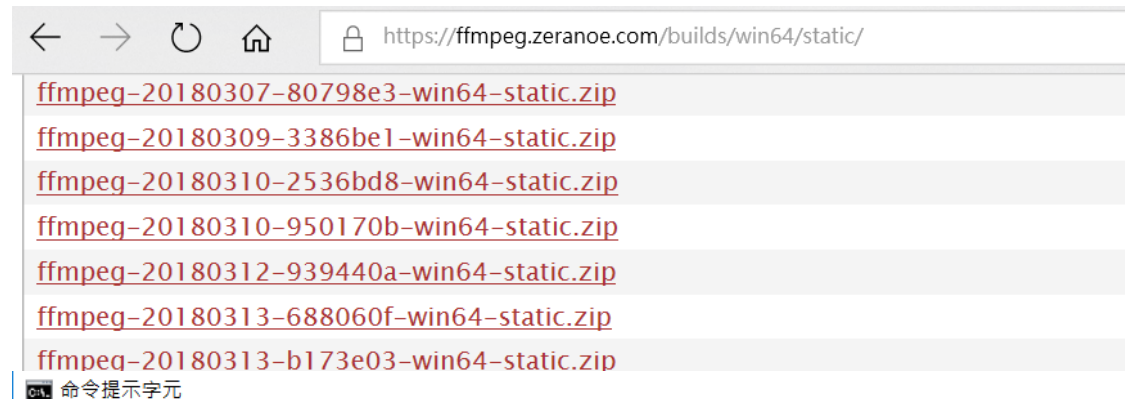 https://ffmpeg.zeranoe.com/builds/win64/static/
ffmpeg-20180307-80798e3-win64-static.zip
ffmpeg-20180309-3386be1-win64-static.zip
ffmpeg-20180310-2536bd8-win64-static.zip
ffmpeg-20180310-950170b-win64-static.zip
ffmpeg-20180312-939440a-win64-static.zip
ffmpeg-20180313-688060f-win64-static.zip
ffmpeg-20180313-b173e03-win64-static.zip
命令提示字元